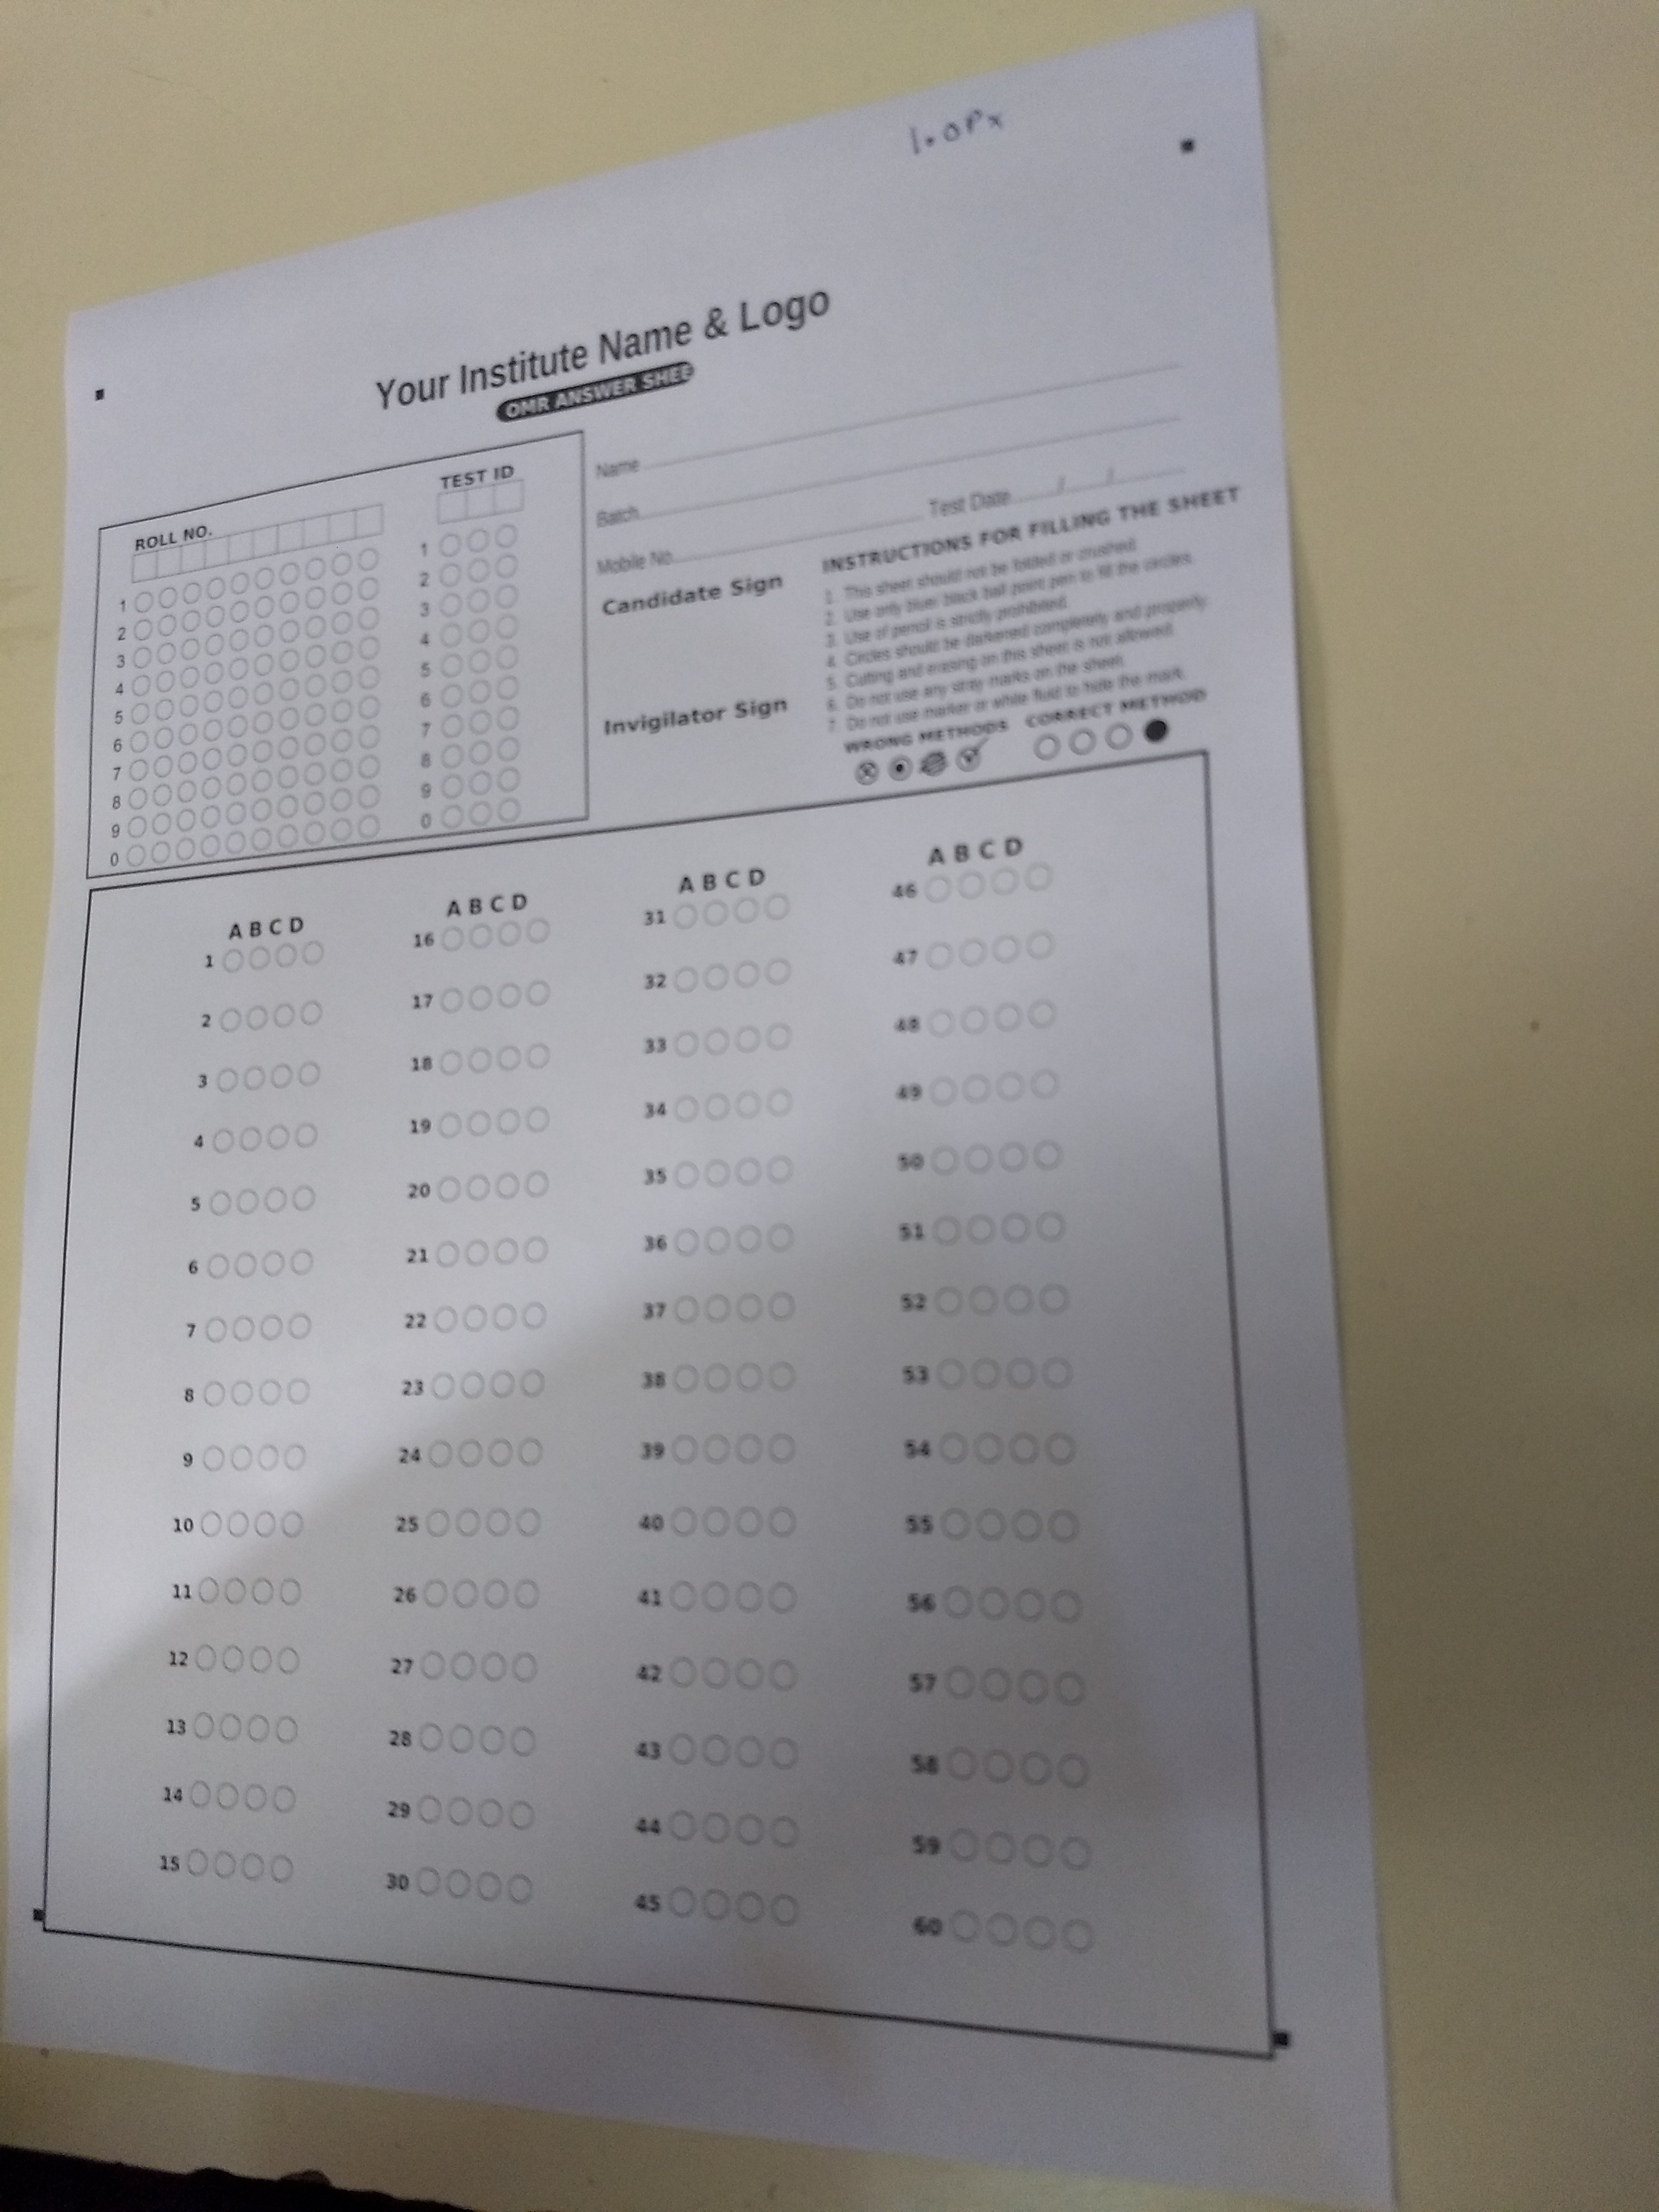 1.0Px
Your Institute Name & Logo
OMR ANSWER SHEE
ROLL NO.
TEST ID
1 1
2 2
3 3
4 4
5 5
6 6
7 7
8 8
9 9
0 0
Name
Batch
Mobile No. Test Date / /
Candidate Sign
Invigilator Sign
INSTRUCTIONS FOR FILLING THE SHEET
1. This sheet should not be folded or crushed.
2. Use only blue/ black ball point pen to fill the circles.
3. Use of pencil is strictly prohibited.
4. Circles should be darkened completely and properly.
5. Cutting and erasing on this sheet is not allowed.
6. Do not use any stray marks on the sheet.
7. Do not use marker or white fluid to hide the mark.
WRONG METHODS CORRECT METHOD
A B C D A B C D A B C D A B C D
1 16 31 46
2 17 32 47
3 18 33 48
4 19 34 49
5 20 35 50
6 21 36 51
7 22 37 52
8 23 38 53
9 24 39 54
10 25 40 55
11 26 41 56
12 27 42 57
13 28 43 58
14 29 44 59
15 30 45 60